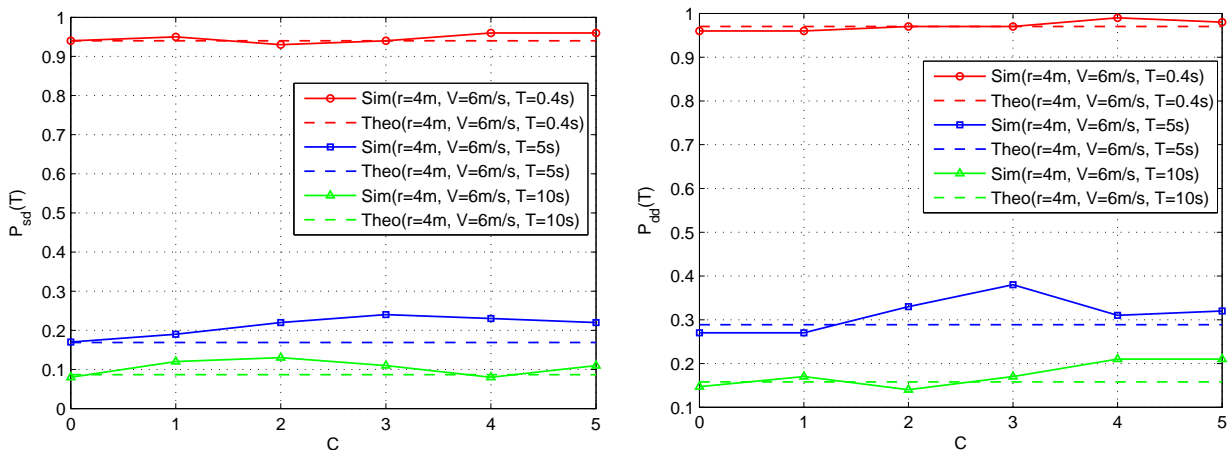 1
0.9
0.8
0.7
0.6
0.5
0.4
0.3
0.2
0.1
0
P_sd(T)
Sim(r=4m, V=6m/s, T=0.4s)
Theo(r=4m, V=6m/s, T=0.4s)
Sim(r=4m, V=6m/s, T=5s)
Theo(r=4m, V=6m/s, T=5s)
Sim(r=4m, V=6m/s, T=10s)
Theo(r=4m, V=6m/s, T=10s)
0 1 2 3 4 5
C
1
0.9
0.8
0.7
0.6
0.5
0.4
0.3
0.2
0.1
P_dd(T)
Sim(r=4m, V=6m/s, T=0.4s)
Theo(r=4m, V=6m/s, T=0.4s)
Sim(r=4m, V=6m/s, T=5s)
Theo(r=4m, V=6m/s, T=5s)
Sim(r=4m, V=6m/s, T=10s)
Theo(r=4m, V=6m/s, T=10s)
0 1 2 3 4 5
C